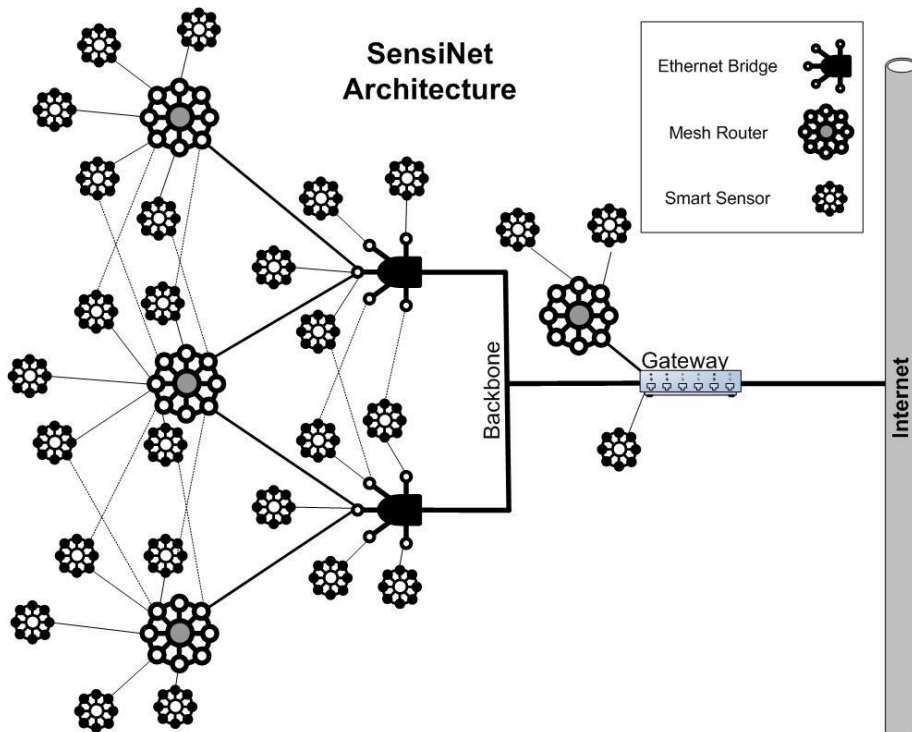 SensiNet
Architecture
Ethernet Bridge
Mesh Router
Smart Sensor
Backbone
Gateway
Internet